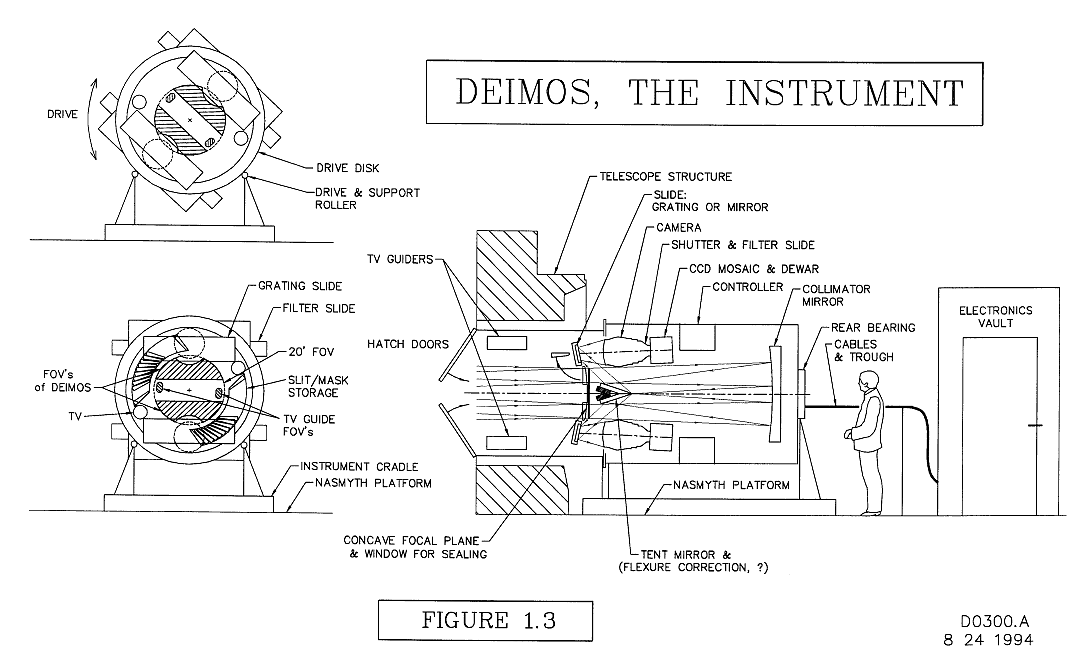 DEIMOS, THE INSTRUMENT
DRIVE
DRIVE DISK
DRIVE & SUPPORT
ROLLER
TELESCOPE STRUCTURE
SLIDE:
GRATING OR MIRROR
CAMERA
SHUTTER & FILTER SLIDE
CCD MOSAIC & DEWAR
CONTROLLER
COLLIMATOR
MIRROR
REAR BEARING
CABLES
& TROUGH
ELECTRONICS
VAULT
TV GUIDERS
HATCH DOORS
GRATING SLIDE
FILTER SLIDE
20' FOV
SLIT/MASK
STORAGE
FOV's
of DEIMOS
TV
TV GUIDE
FOV's
INSTRUMENT CRADLE
NASMYTH PLATFORM
NASMYTH PLATFORM
CONCAVE FOCAL PLANE
& WINDOW FOR SEALING
TENT MIRROR &
(FLEXURE CORRECTION, ?)
FIGURE 1.3
D0300.A
8 24 1994